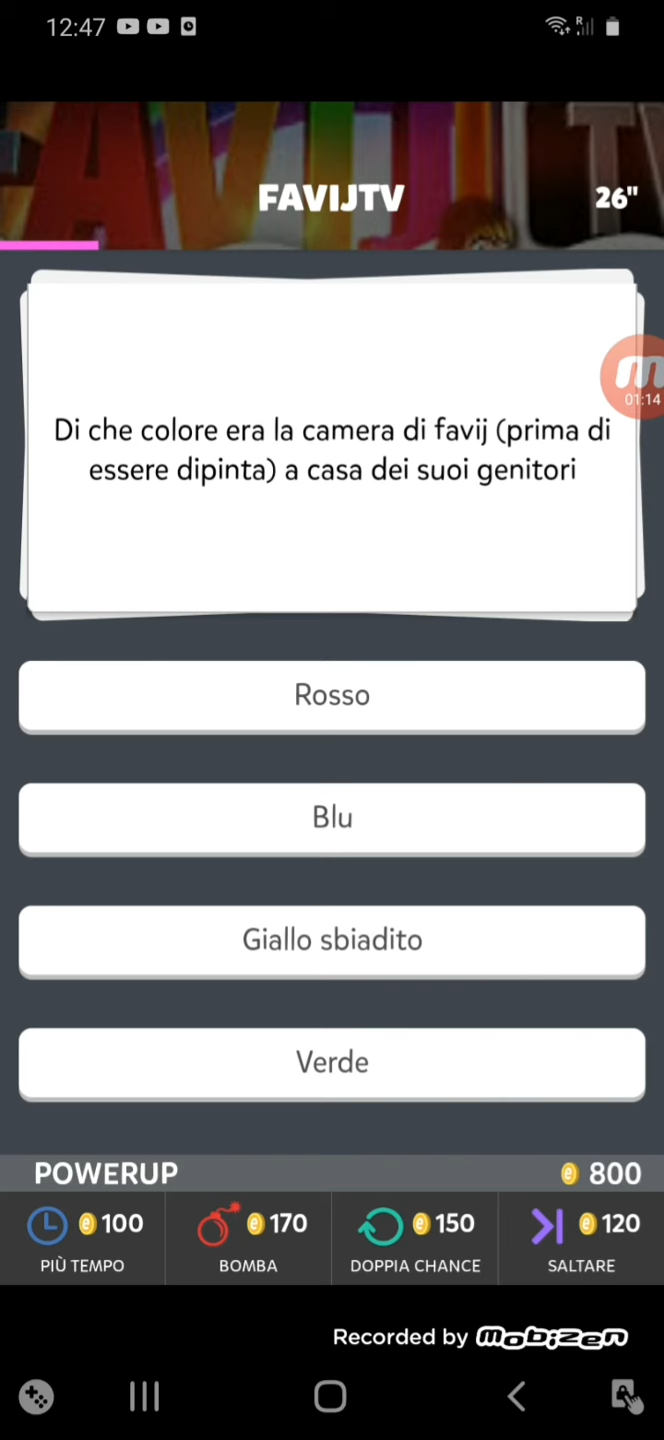 12:47
R
FAVIJ TV
FAVIJTV
26"
01:14
Di che colore era la camera di favij (prima di
essere dipinta) a casa dei suoi genitori
Rosso
Blu
Giallo sbiadito
Verde
POWERUP
800
100
170
150
120
PIÙ TEMPO
BOMBA
DOPPIA CHANCE
SALTARE
Recorded by mobizen